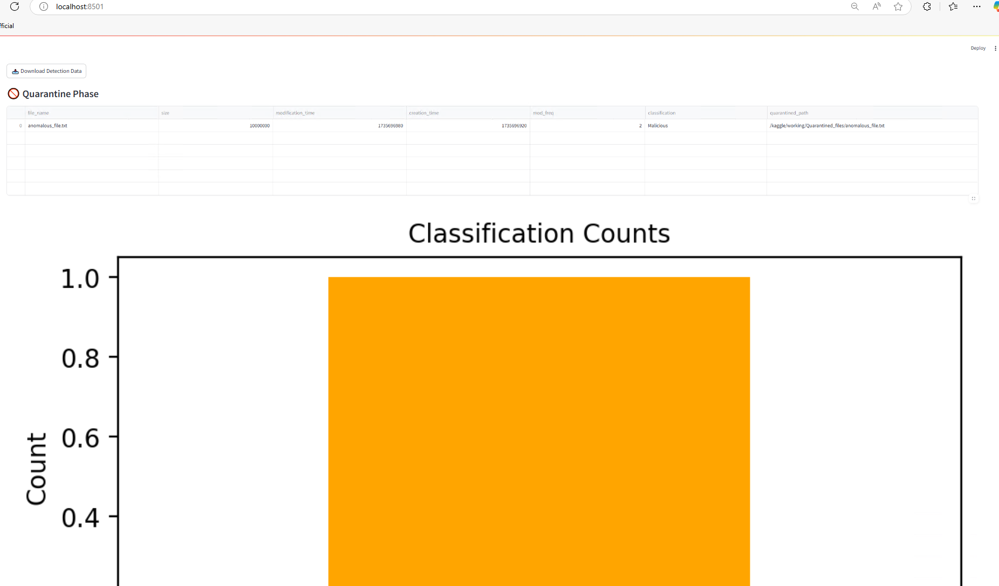 localhost:8501
fficial
Deploy
Download Detection Data
Quarantine Phase
file_name size modification_time creation_time mod_freq classification quarantined_path
0 anomalous_file.txt 10000000 1735696980 1735696920 2 Malicious /kaggle/working/Quarantined_files/anomalous_file.txt
Classification Counts
1.0
0.8
0.6
0.4
Count